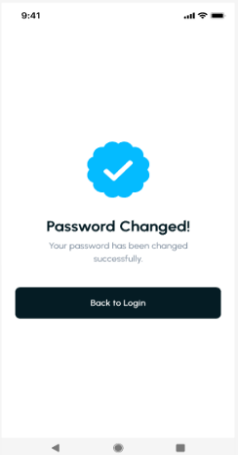 9:41
Password Changed!
Your password has been changed
successfully.
Back to Login